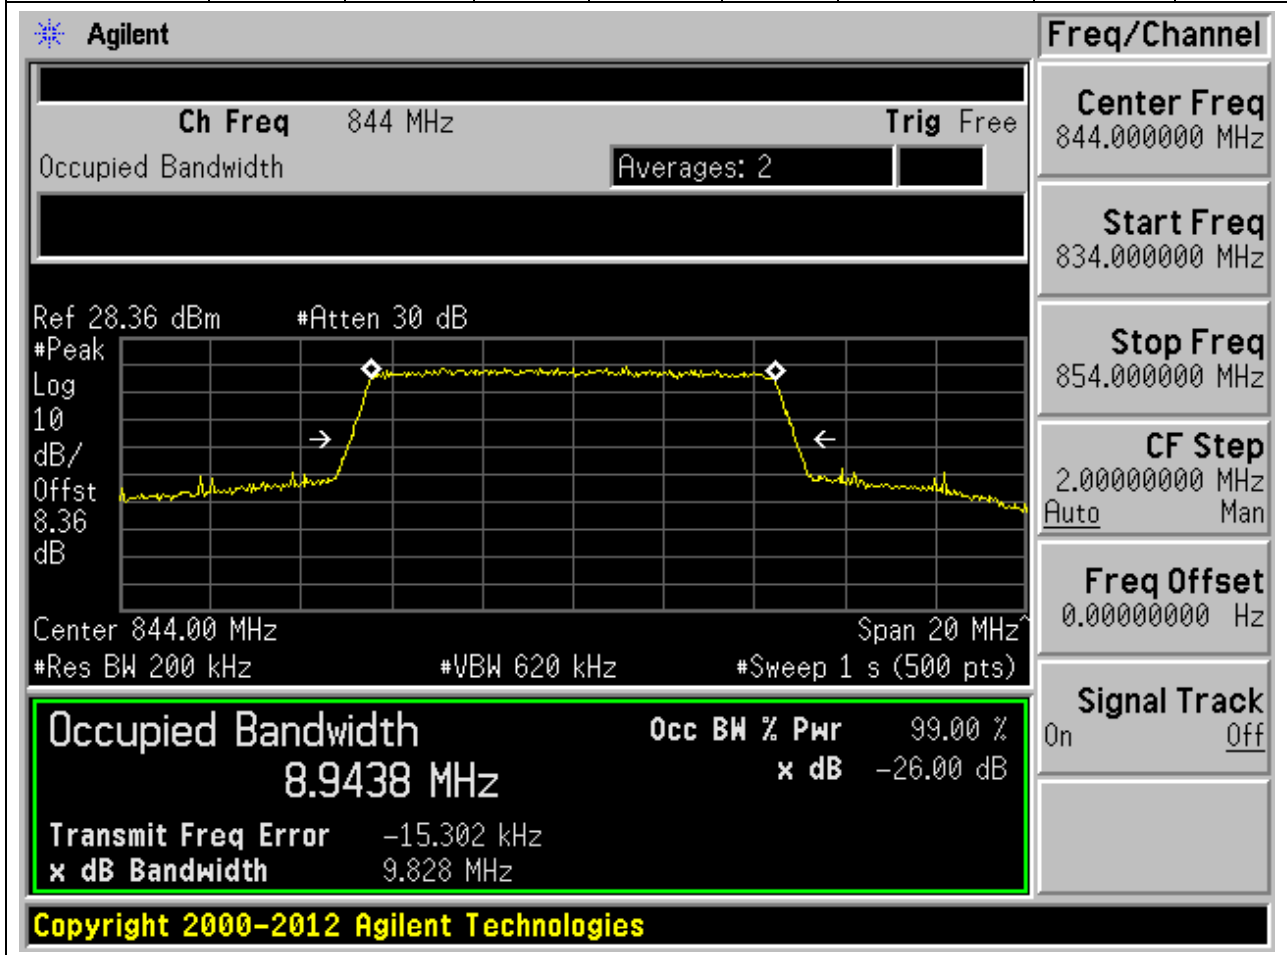 Agilent
Freq/Channel
Ch Freq 844 MHz Trig Free
Occupied Bandwidth Averages: 2
Center Freq
844.000000 MHz
Start Freq
834.000000 MHz
Stop Freq
854.000000 MHz
CF Step
2.00000000 MHz
Auto Man
Freq Offset
0.00000000 Hz
Signal Track
On Off
Ref 28.36 dBm #Atten 30 dB
#Peak
Log
10
dB/
Offst
8.36
dB
Center 844.00 MHz Span 20 MHz^
#Res BW 200 kHz #VBW 620 kHz #Sweep 1 s (500 pts)
Occupied Bandwidth
8.9438 MHz
Occ BW % Pwr 99.00 %
x dB -26.00 dB
Transmit Freq Error -15.302 kHz
x dB Bandwidth 9.828 MHz
Copyright 2000-2012 Agilent Technologies